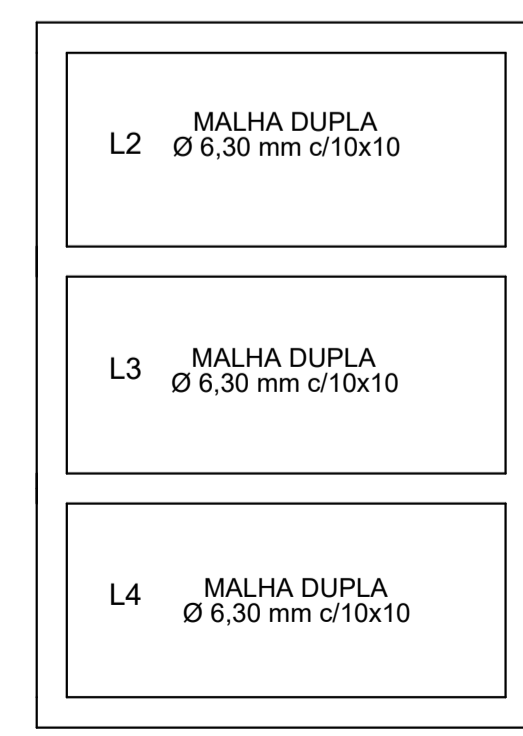 MALHA DUPLA
L2 Ø 6,30 mm c/10x10
MALHA DUPLA
L3 Ø 6,30 mm c/10x10
MALHA DUPLA
L4 Ø 6,30 mm c/10x10